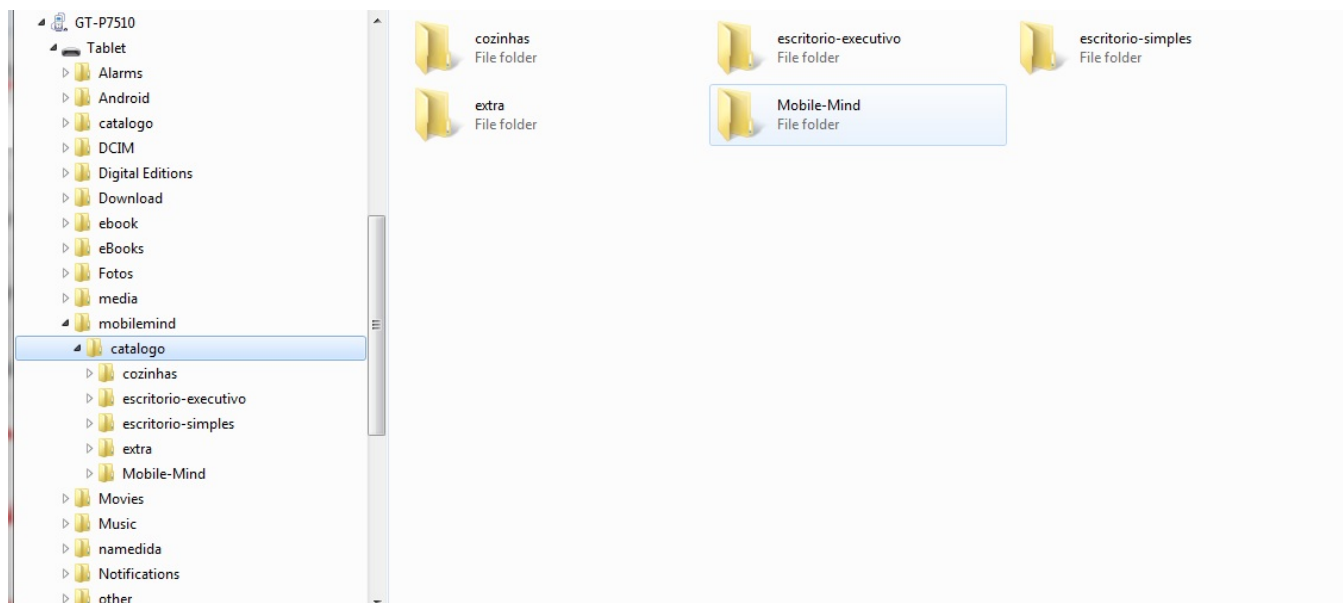 GT-P7510
Tablet
Alarms
Android
catalogo
DCIM
Digital Editions
Download
ebook
eBooks
Fotos
media
mobilemind
catalogo
cozinhas
escritorio-executivo
escritorio-simples
extra
Mobile-Mind
Movies
Music
namedida
Notifications
other
cozinhas
File folder
escritorio-executivo
File folder
escritorio-simples
File folder
extra
File folder
Mobile-Mind
File folder